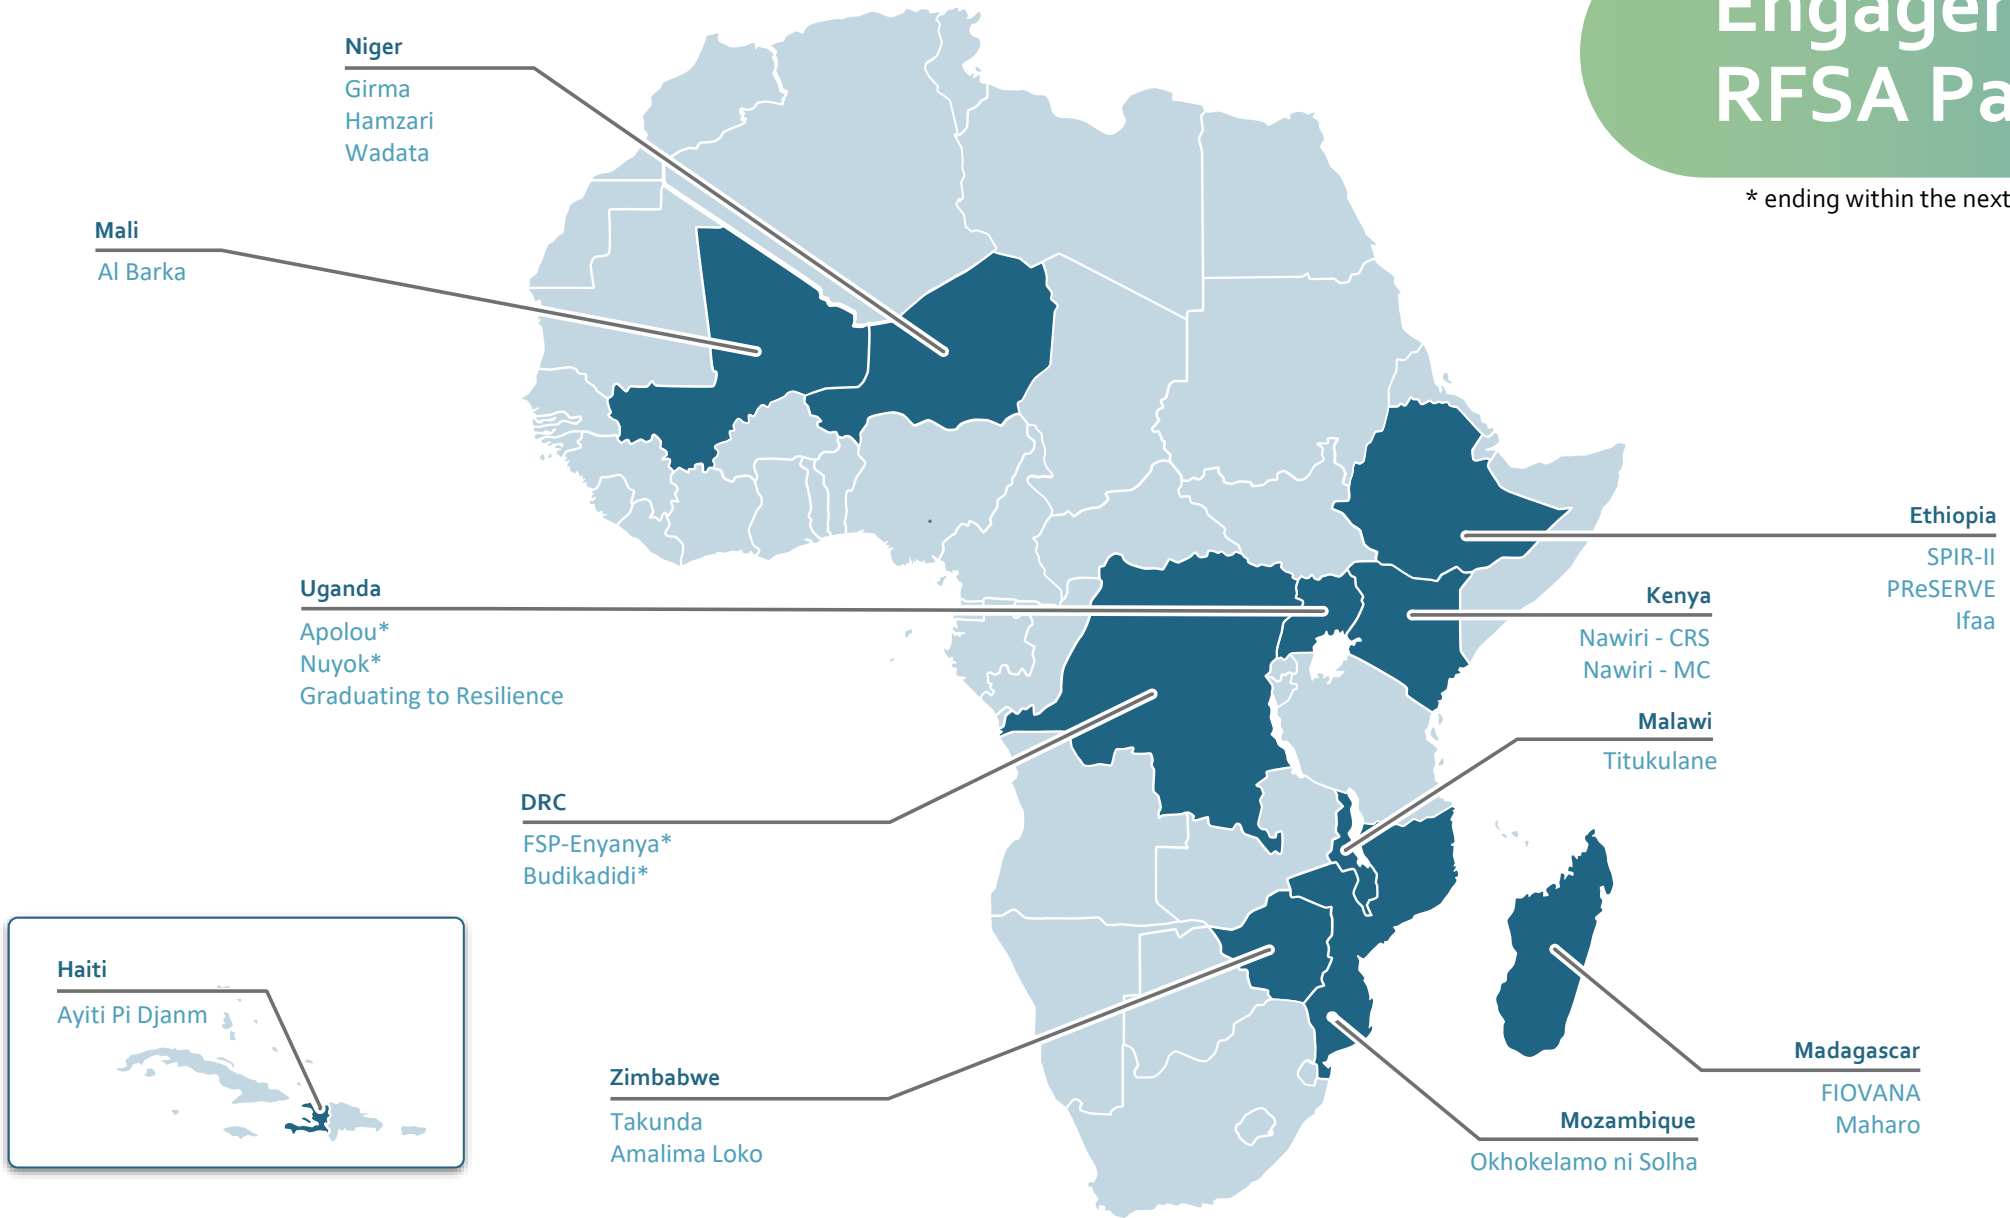 RFSA
* ending within the next
Niger
Girma
Hamzari
Wadata
Mali
Al Barka
Ethiopia
SPIR-II
PReSERVE
Ifaa
Uganda
Apolou*
Nuyok*
Graduating to Resilience
Kenya
Nawiri - CRS
Nawiri - MC
Malawi
Titukulane
DRC
FSP-Enyanya*
Budikadidi*
Haiti
Ayiti Pi Djanm
Zimbabwe
Takunda
Amalima Loko
Madagascar
FIOVANA
Maharo
Mozambique
Okhokelamo ni Solha